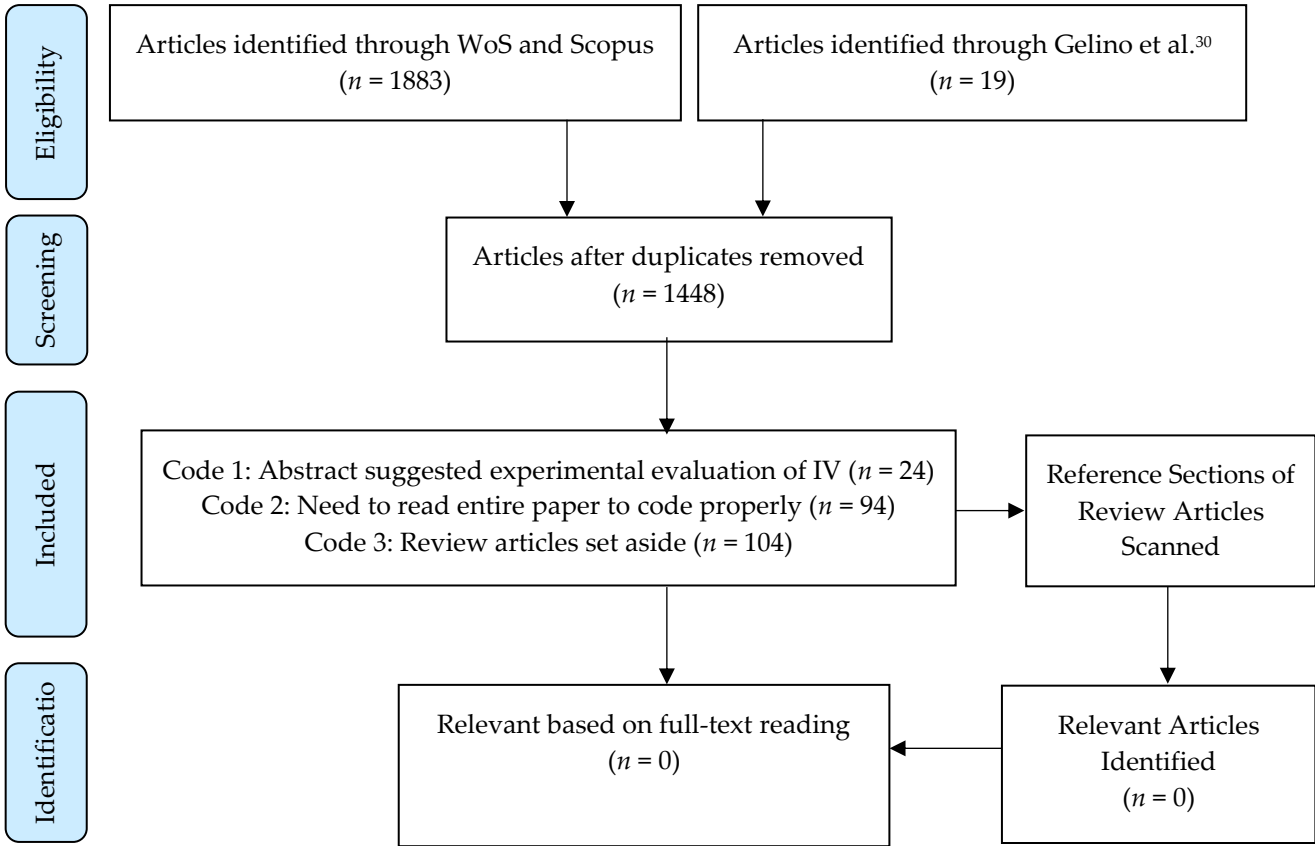 Eligibility
Articles identified through WoS and Scopus
(n = 1883)
Articles identified through Gelino et al.³⁰
(n = 19)
Screening
Articles after duplicates removed
(n = 1448)
Included
Code 1: Abstract suggested experimental evaluation of IV (n = 24)
Code 2: Need to read entire paper to code properly (n = 94)
Code 3: Review articles set aside (n = 104)
Reference Sections of
Review Articles
Scanned
Identificatio
Relevant based on full-text reading
(n = 0)
Relevant Articles
Identified
(n = 0)